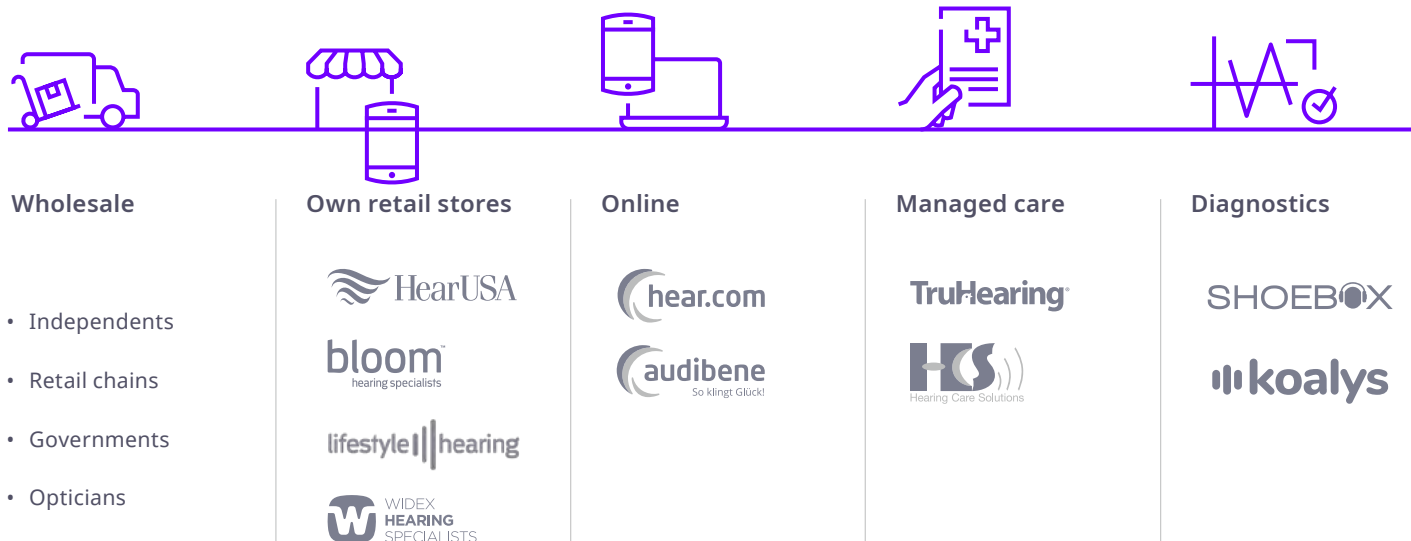 Wholesale
• Independents
• Retail chains
• Governments
• Opticians
Own retail stores
HearUSA
bloom™
hearing specialists
lifestyle hearing
WIDEX
HEARING
SPECIALISTS
Online
hear.com
audibene
So klingt Glück!
Managed care
TruHearing®
HCS
Hearing Care Solutions
Diagnostics
SHOEBOX
koalys